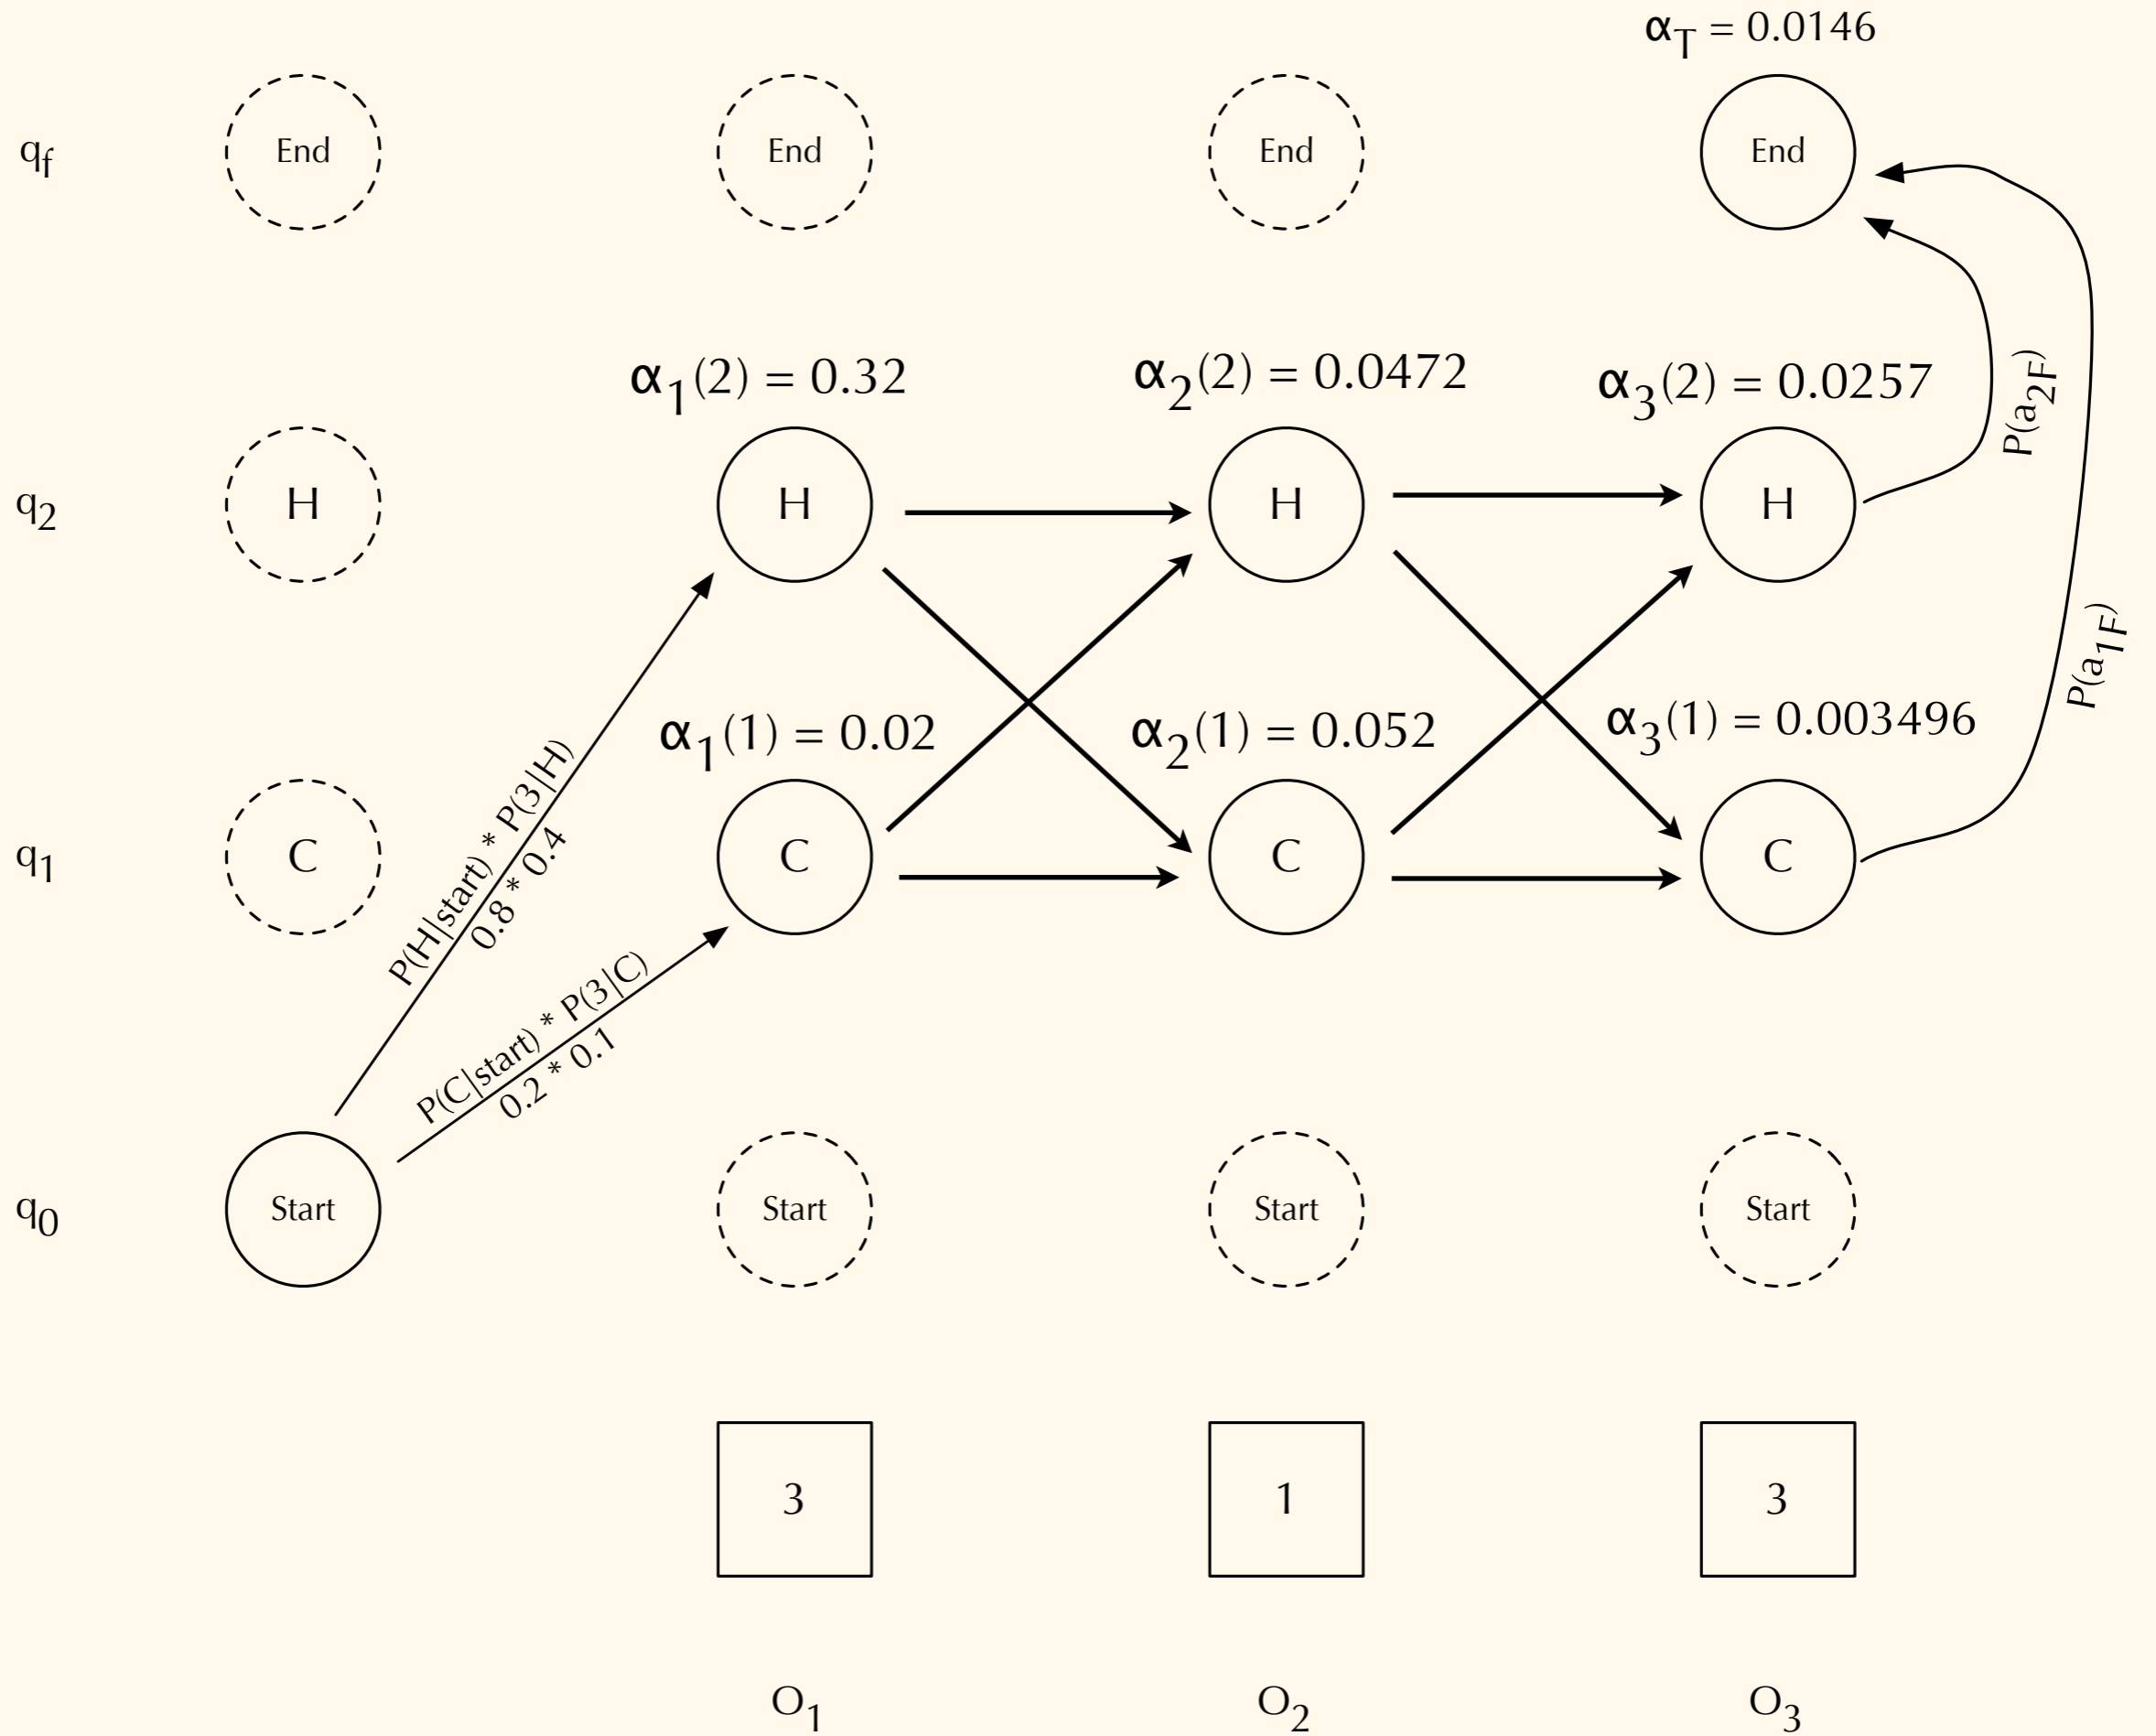 α_T = 0.0146
q_f
End
End
End
End
α_1(2) = 0.32
α_2(2) = 0.0472
α_3(2) = 0.0257
P(a_2F)
q_2
H
H
H
H
P(H|start) * P(3|H)
0.8 * 0.4
α_1(1) = 0.02
α_2(1) = 0.052
α_3(1) = 0.003496
P(a_1F)
q_1
C
C
C
C
P(C|start) * P(3|C)
0.2 * 0.1
q_0
Start
Start
Start
Start
3
1
3
O_1
O_2
O_3